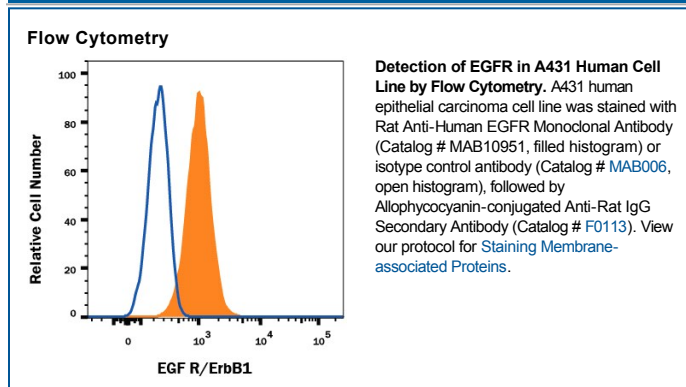 Flow Cytometry
100
80
60
40
20
0
Relative Cell Number
0
10³
10⁴
10⁵
EGF R/ErbB1
Detection of EGFR in A431 Human Cell
Line by Flow Cytometry. A431 human
epithelial carcinoma cell line was stained with
Rat Anti-Human EGFR Monoclonal Antibody
(Catalog # MAB10951, filled histogram) or
isotype control antibody (Catalog # MAB006,
open histogram), followed by
Allophycocyanin-conjugated Anti-Rat IgG
Secondary Antibody (Catalog # F0113). View
our protocol for Staining Membrane-
associated Proteins.